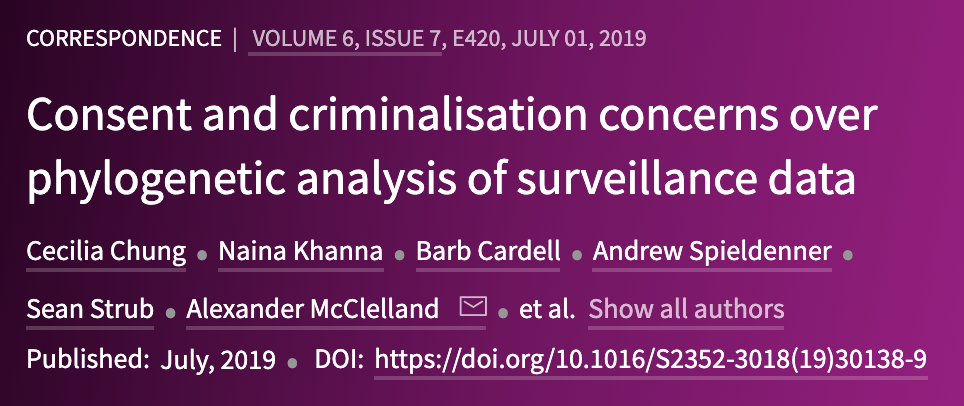 CORRESPONDENCE | VOLUME 6, ISSUE 7, E420, JULY 01, 2019
Consent and criminalisation concerns over
phylogenetic analysis of surveillance data
Cecilia Chung • Naina Khanna • Barb Cardell • Andrew Spieldenner •
Sean Strub • Alexander McClelland • et al. Show all authors
Published: July, 2019 • DOI: https://doi.org/10.1016/S2352-3018(19)30138-9